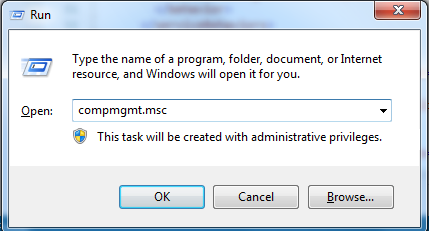 Run
Type the name of a program, folder, document, or Internet
resource, and Windows will open it for you.
Open: compmgmt.msc
This task will be created with administrative privileges.
OK Cancel Browse...